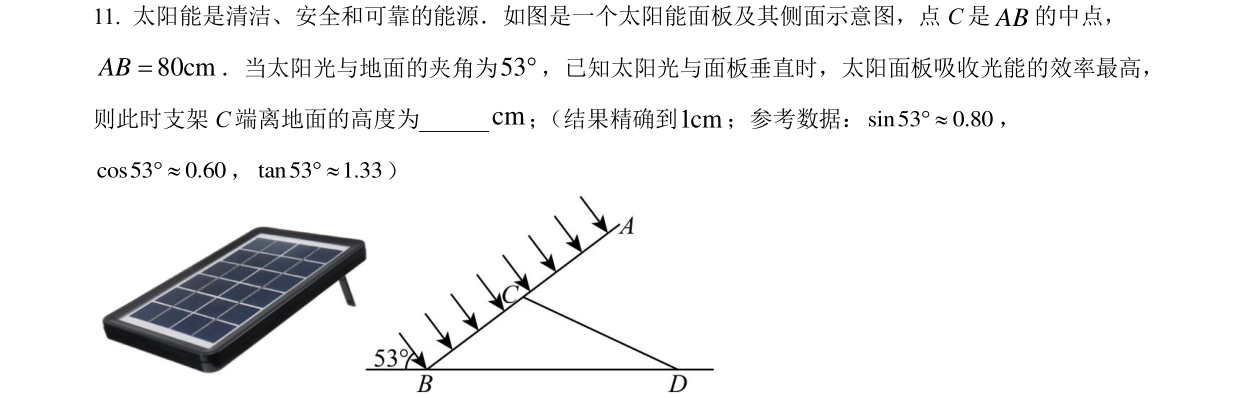 11. 太阳能是清洁、安全和可靠的能源．如图是一个太阳能面板及其侧面示意图，点 C 是 AB 的中点，
AB = 80cm．当太阳光与地面的夹角为53°，已知太阳光与面板垂直时，太阳面板吸收光能的效率最高，
则此时支架 C 端离地面的高度为______cm；（结果精确到1cm；参考数据：sin53°≈0.80，
cos53°≈0.60，tan53°≈1.33）
A
C
53°
B
D